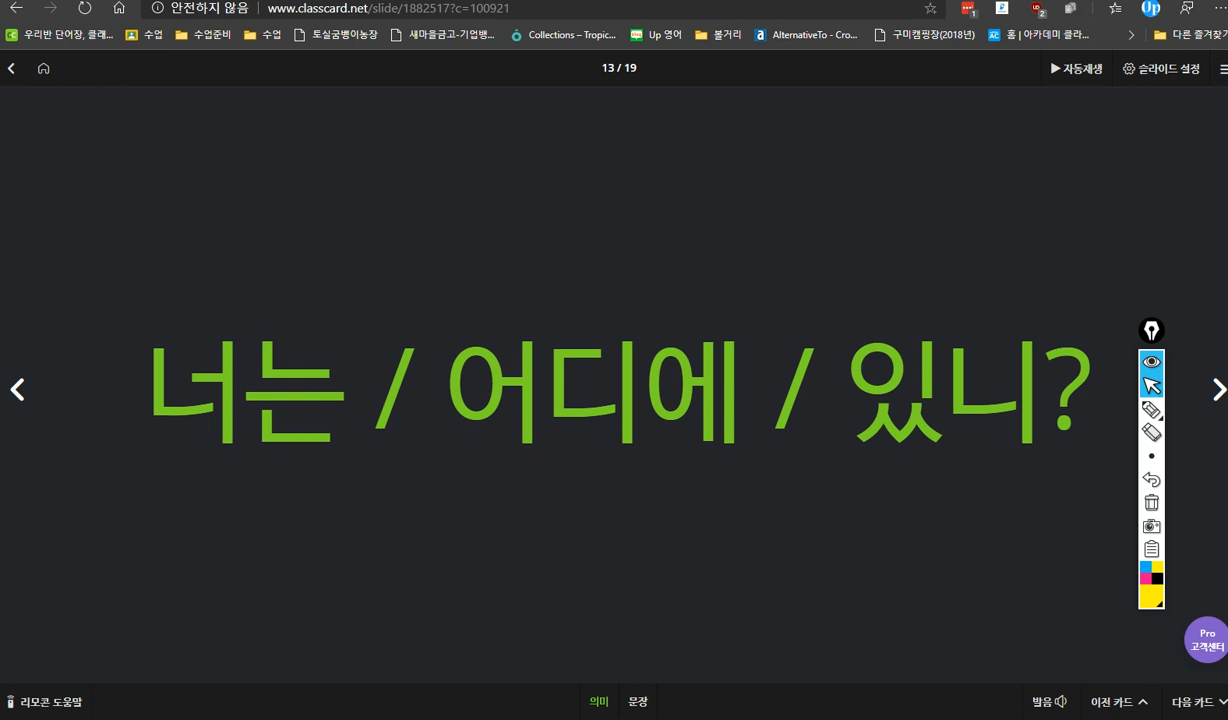 안전하지 않음 www.classcard.net/slide/1882517?c=100921
1 2 Up
우리반 단어장, 클래... 수업 수업준비 수업 토실굼벵이농장 새마을금고-기업뱅... Collections – Tropic... Up 영어 볼거리 AlternativeTo - Cro... 구미캠핑장(2018년) 홈 | 아카데미 클라... 다른 즐겨찾기
13 / 19 자동재생 슬라이드 설정
너는 / 어디에 / 있니?
Pro
고객센터
리모콘 도움말 의미 문장 발음 이전 카드 다음 카드